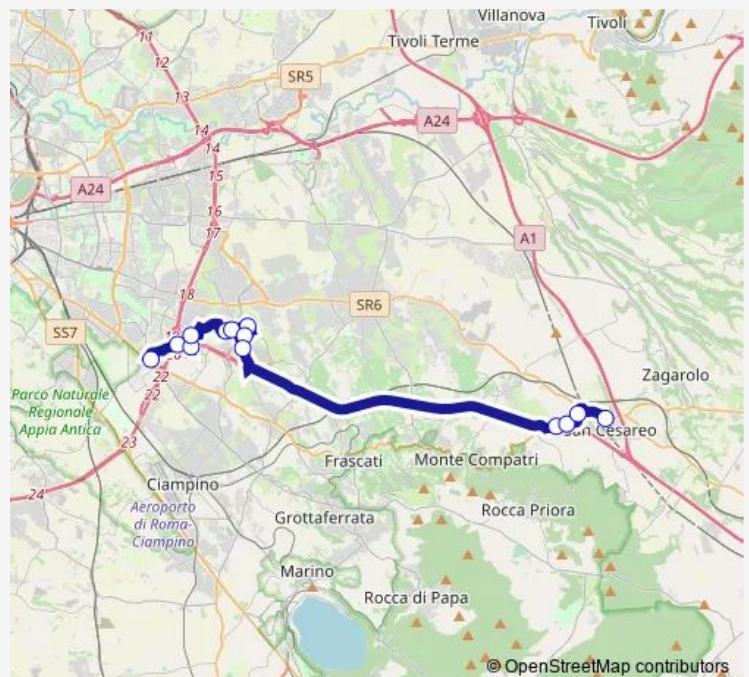 Villanova
Tivoli
11
Tivoli Terme
12
SR5
13
14
A24
14
15
A24
16
17
A1
18
SR6
SS7
19
20
22
Zagarolo
22
Parco Naturale
Regionale
Appia Antica
San Cesareo
23
Frascati
Monte Compatri
Ciampino
24
Rocca Priora
Aeroporto
di Roma-
Ciampino
Grottaferrata
Marino
Rocca di Papa
© OpenStreetMap contributors